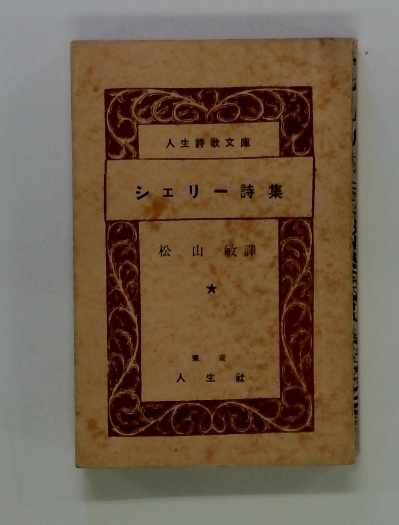 人生詩歌文庫
シェリー詩集
松山敏譯
★
東京
人生社